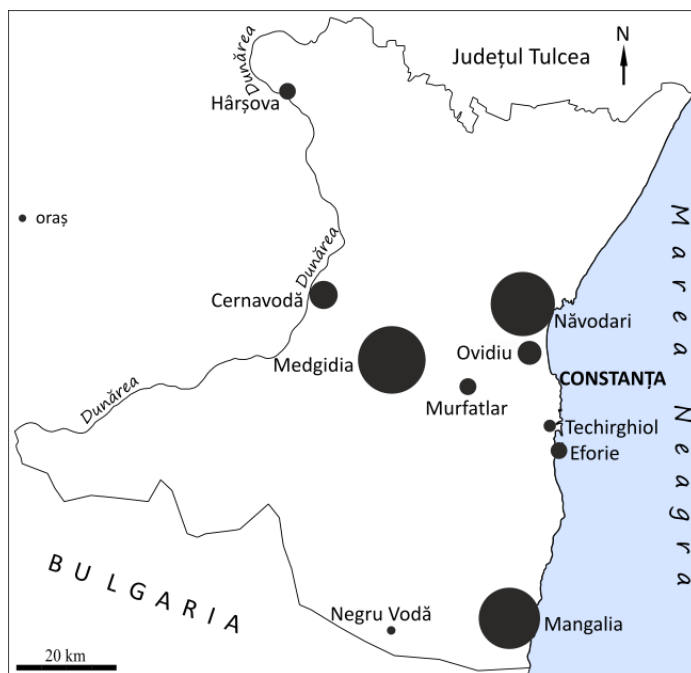 Județul Tulcea
N
Dunărea
Hârșova
oraș
Dunărea
Cernavodă
Năvodari
Medgidia
Ovidiu
CONSTANȚA
Murfatlar
Dunărea
Techirghiol
Eforie
Marea Neagra
BULGARIA
Negru Vodă
Mangalia
20 km